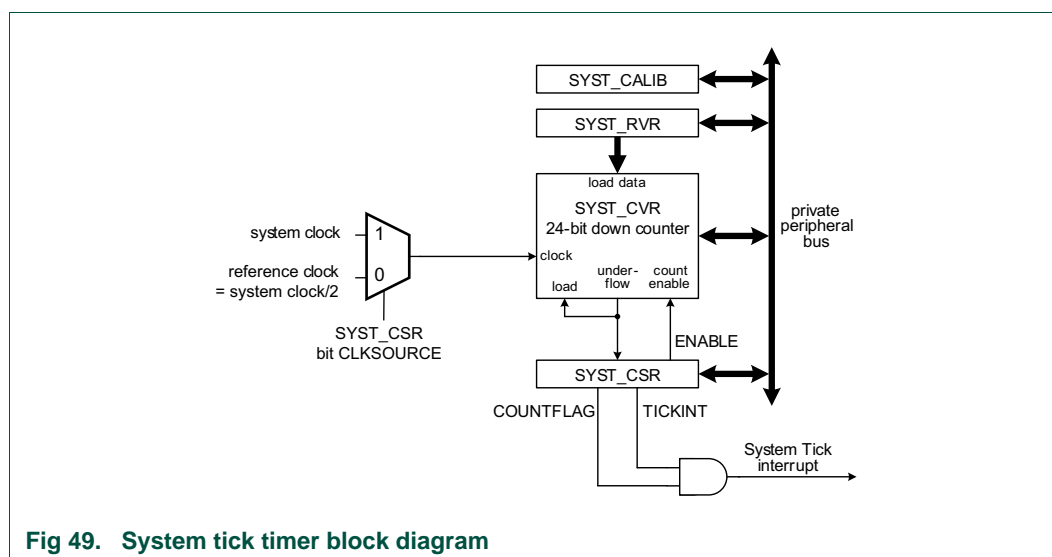 SYST_CALIB
SYST_RVR
load data
SYST_CVR
24-bit down counter
private
peripheral
bus
system clock
1
clock
reference clock
= system clock/2
0
under-
flow
count
enable
load
SYST_CSR
bit CLKSOURCE
ENABLE
SYST_CSR
COUNTFLAG
TICKINT
System Tick
interrupt
Fig 49. System tick timer block diagram